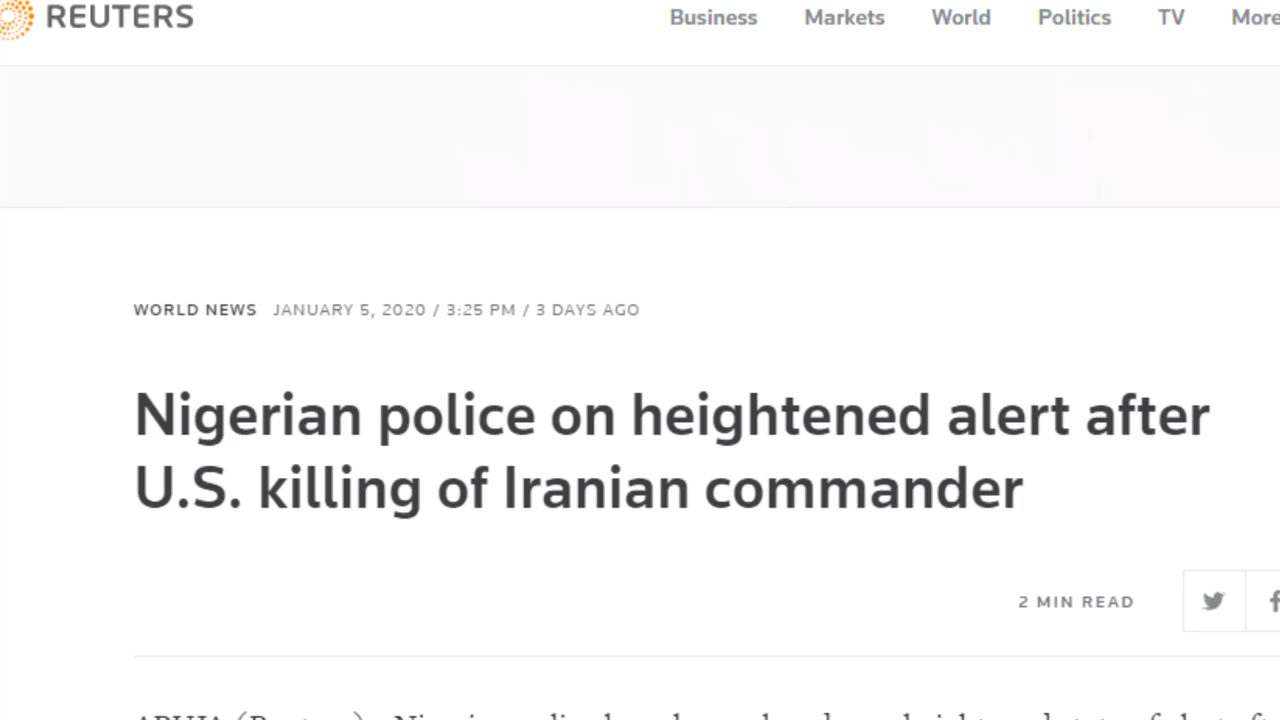 REUTERS
Business Markets World Politics TV More
WORLD NEWS JANUARY 5, 2020 / 3:25 PM / 3 DAYS AGO
Nigerian police on heightened alert after
U.S. killing of Iranian commander
2 MIN READ